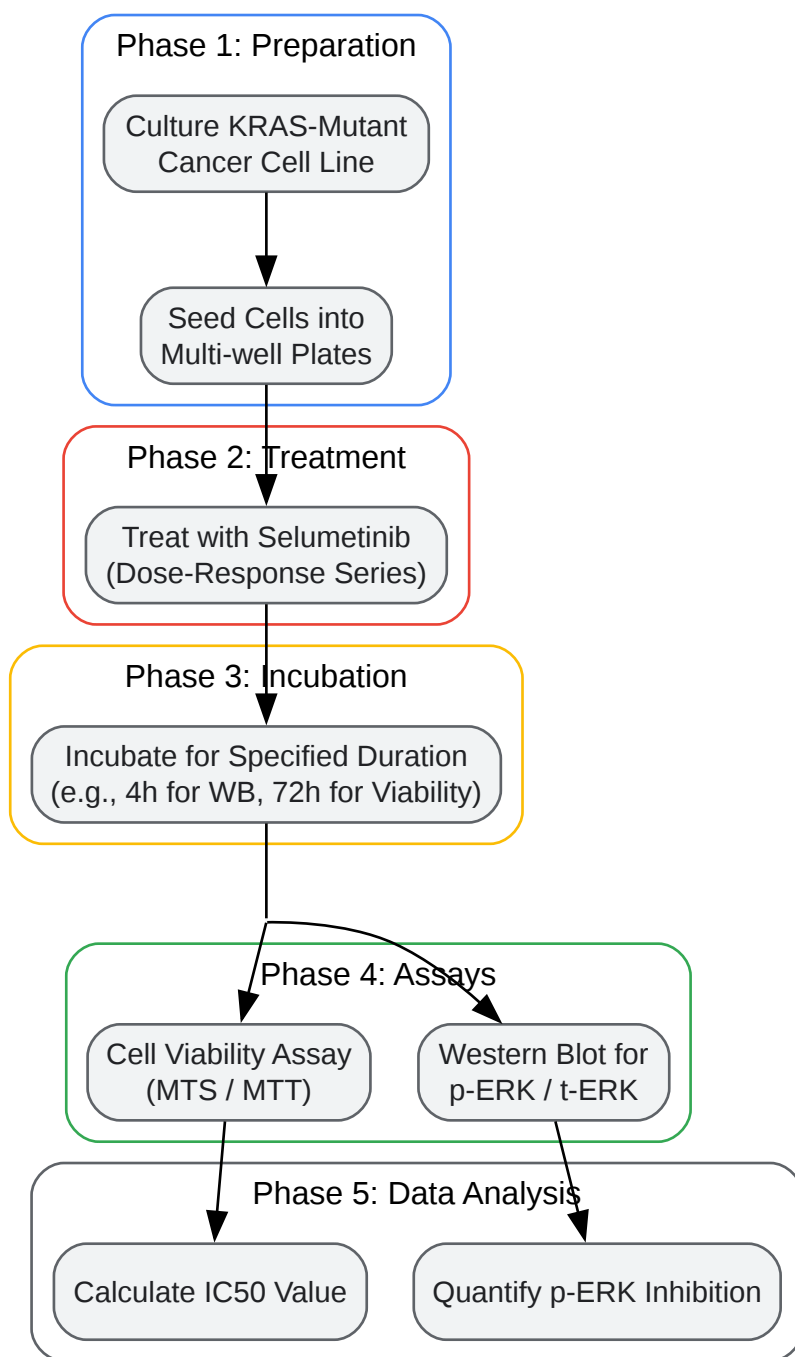 Phase 1: Preparation
Culture KRAS-Mutant
Cancer Cell Line
Seed Cells into
Multi-well Plates
Phase 2: Treatment
Treat with Selumetinib
(Dose-Response Series)
Phase 3: Incubation
Incubate for Specified Duration
(e.g., 4h for WB, 72h for Viability)
Phase 4: Assays
Cell Viability Assay
(MTS / MTT)
Western Blot for
p-ERK / t-ERK
Phase 5: Data Analysis
Calculate IC50 Value
Quantify p-ERK Inhibition